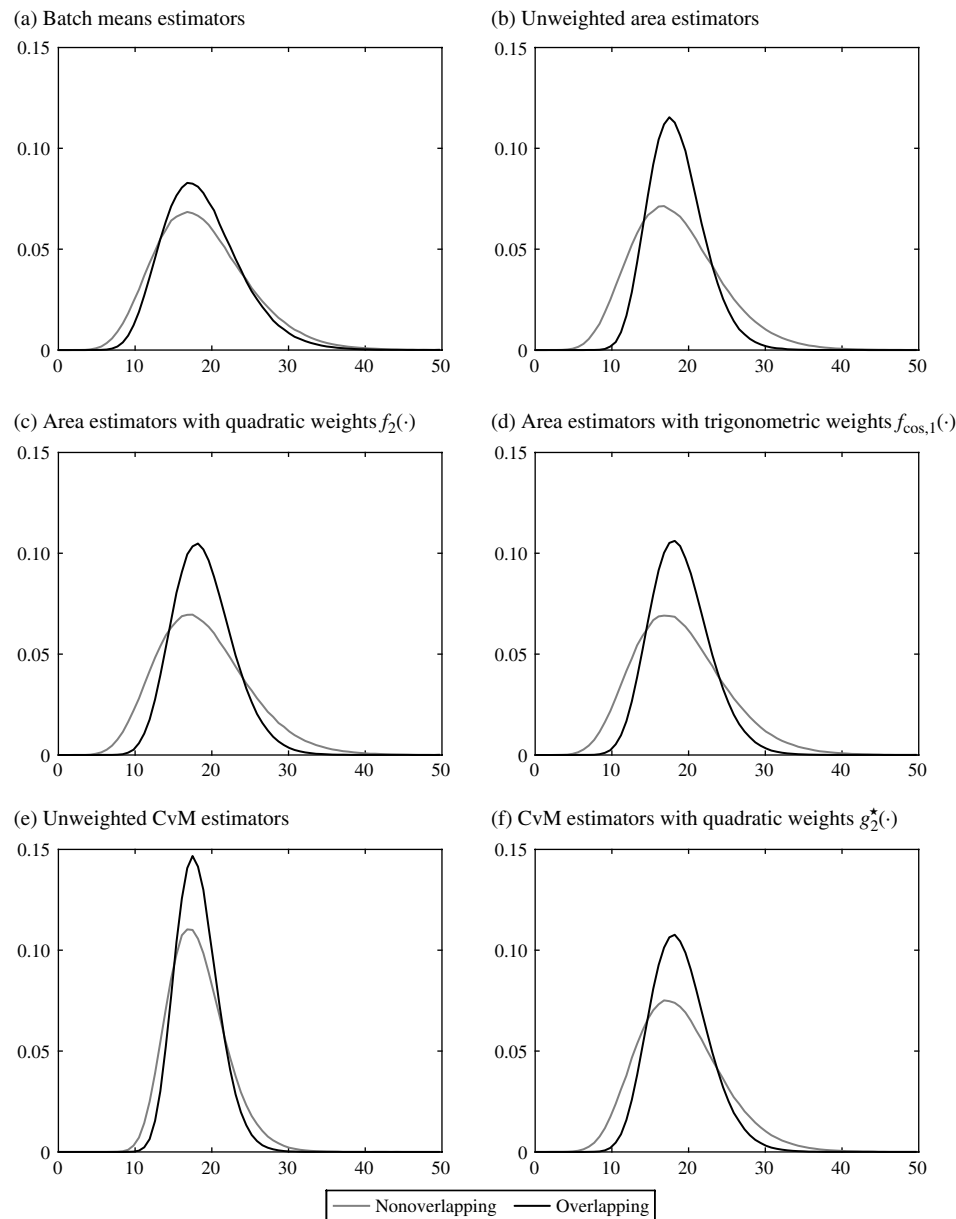 (a) Batch means estimators
(b) Unweighted area estimators
0.15
0.10
0.05
0
0 10 20 30 40 50
0.15
0.10
0.05
0
0 10 20 30 40 50
(c) Area estimators with quadratic weights f₂(·)
(d) Area estimators with trigonometric weights f_cos,1(·)
0.15
0.10
0.05
0
0 10 20 30 40 50
0.15
0.10
0.05
0
0 10 20 30 40 50
(e) Unweighted CvM estimators
(f) CvM estimators with quadratic weights g₂★(·)
0.15
0.10
0.05
0
0 10 20 30 40 50
0.15
0.10
0.05
0
0 10 20 30 40 50
Nonoverlapping Overlapping